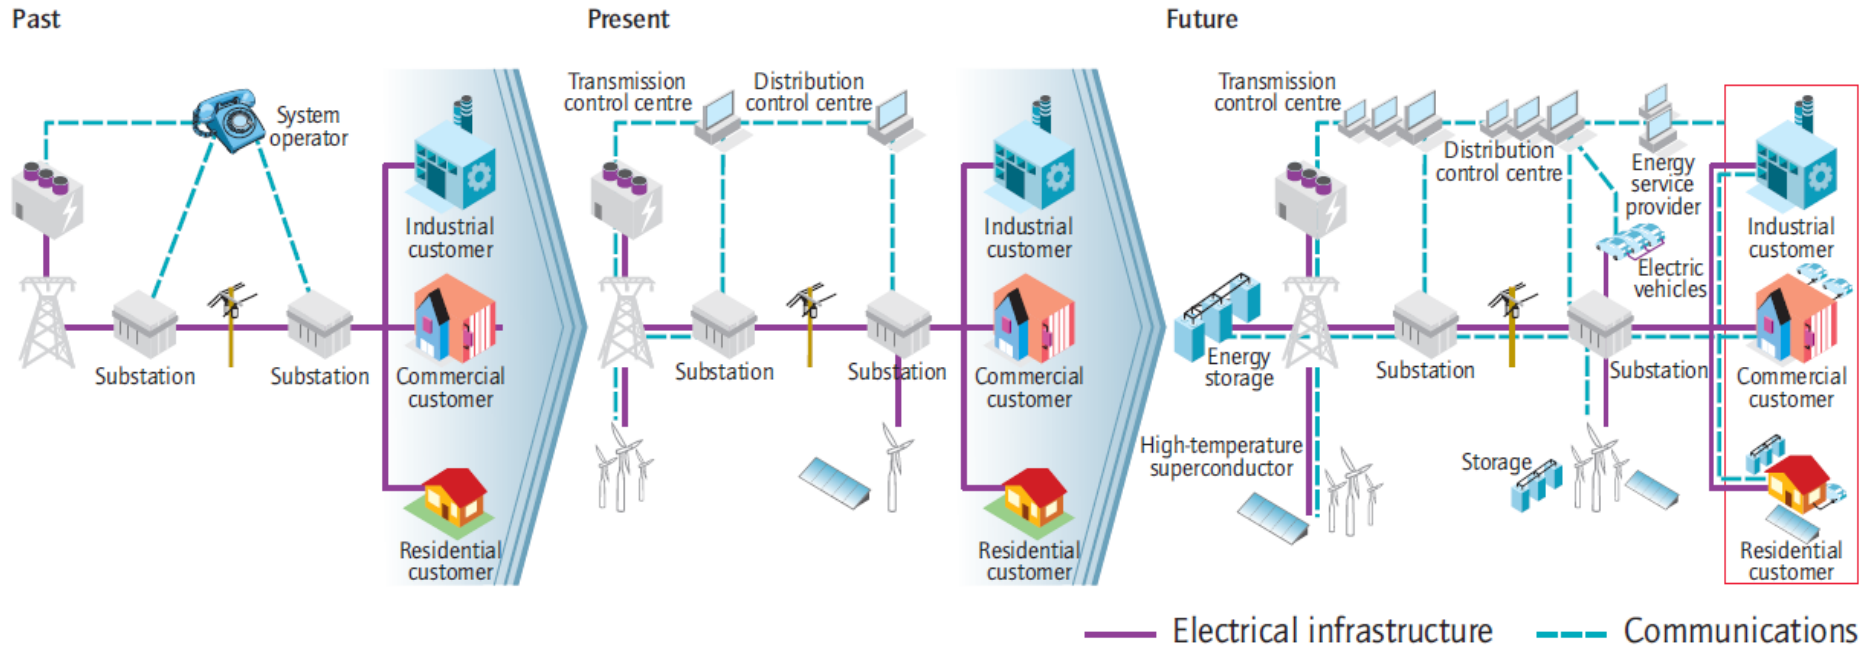 Past
System
operator
Industrial
customer
Substation
Substation
Commercial
customer
Residential
customer
Present
Transmission
control centre
Distribution
control centre
Industrial
customer
Substation
Substation
Commercial
customer
Residential
customer
Future
Transmission
control centre
Distribution
control centre
Energy
service
provider
Industrial
customer
Electric
vehicles
Energy
storage
Substation
Substation
Commercial
customer
High-temperature
superconductor
Storage
Residential
customer
Electrical infrastructure
Communications